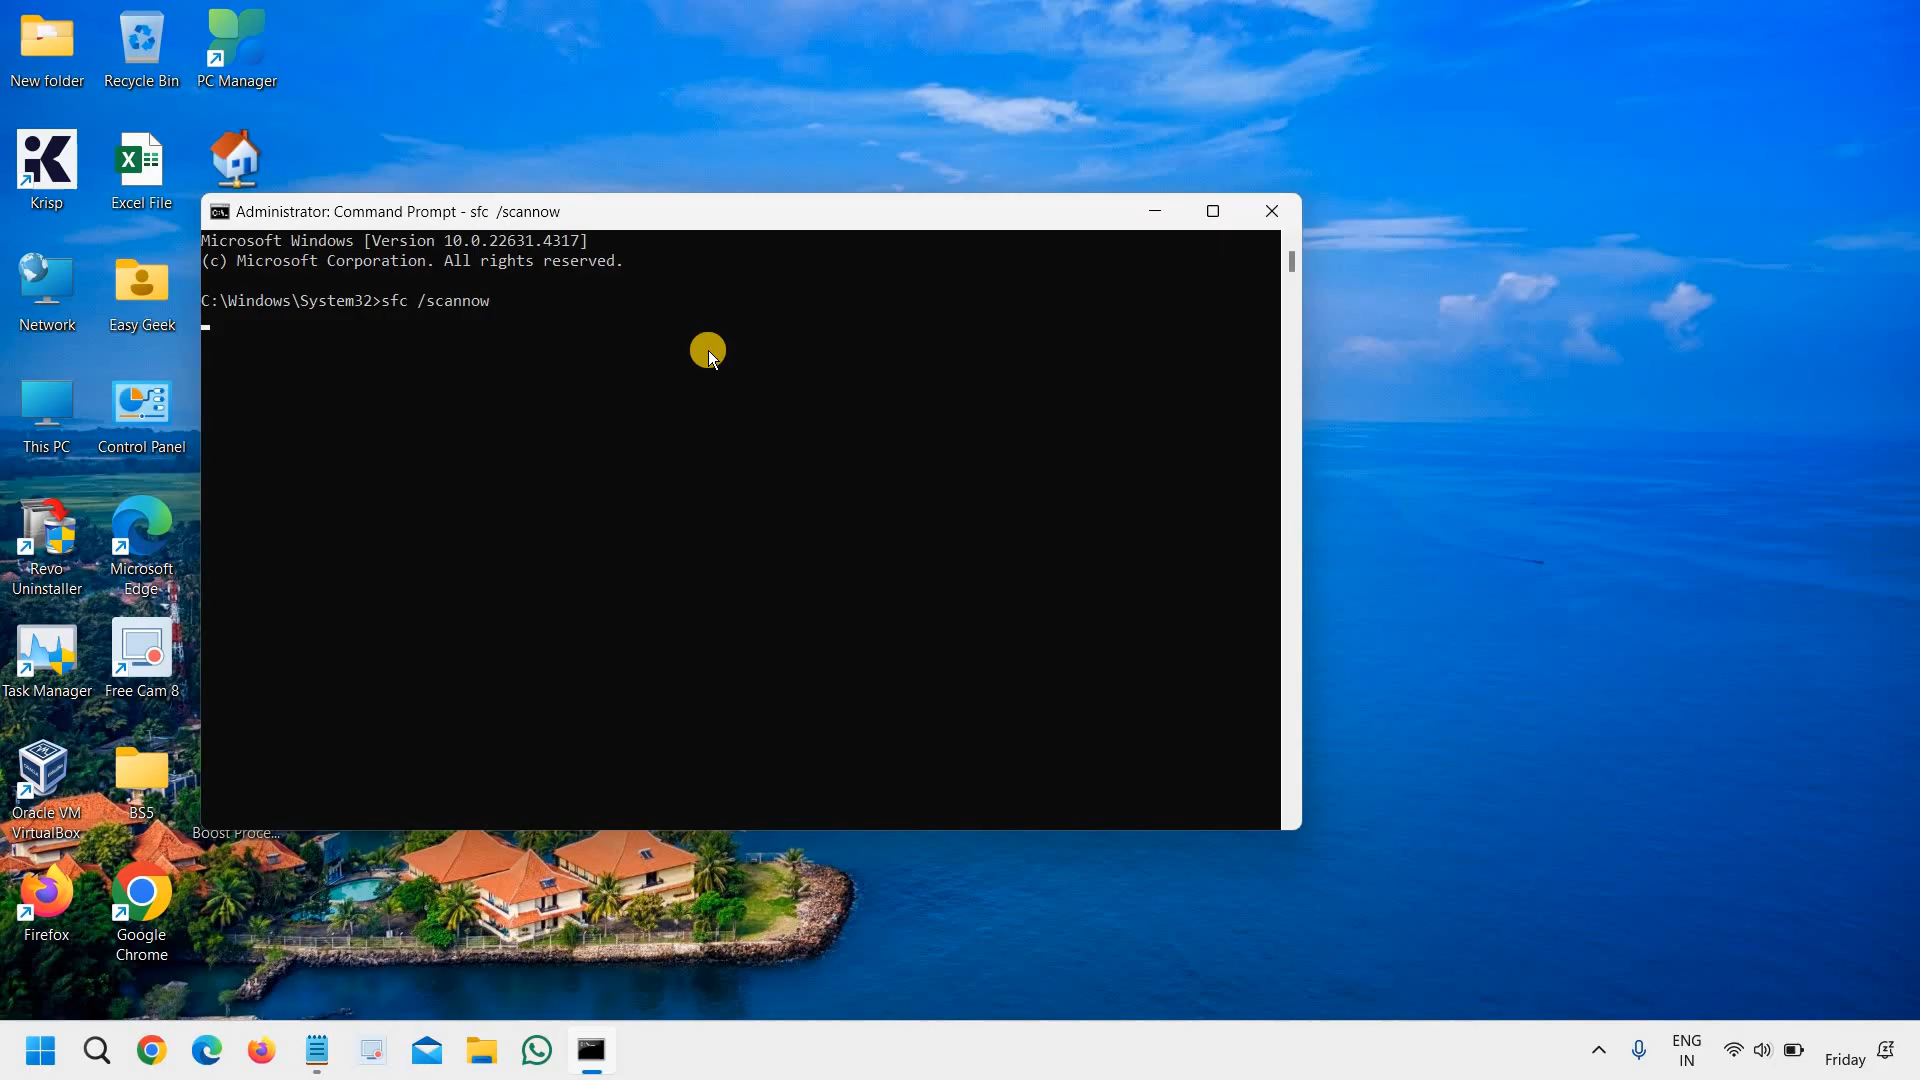 New folder
Recycle Bin
PC Manager
Krisp
Excel File
Network
Easy Geek
This PC
Control Panel
Revo
Uninstaller
Microsoft
Edge
Task Manager
Free Cam 8
Oracle VM
VirtualBox
BS5
Boost Proce...
Firefox
Google
Chrome
Administrator: Command Prompt - sfc  /scannow
Microsoft Windows [Version 10.0.22631.4317]
(c) Microsoft Corporation. All rights reserved.
C:\Windows\System32>sfc /scannow
ENG
IN
Friday